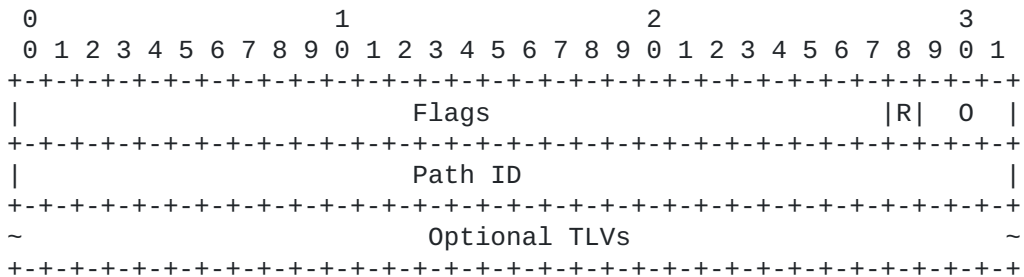 0                   1                   2                   3
 0 1 2 3 4 5 6 7 8 9 0 1 2 3 4 5 6 7 8 9 0 1 2 3 4 5 6 7 8 9 0 1
+-+-+-+-+-+-+-+-+-+-+-+-+-+-+-+-+-+-+-+-+-+-+-+-+-+-+-+-+-+-+-+-+
|                         Flags                         |R|  O  |
+-+-+-+-+-+-+-+-+-+-+-+-+-+-+-+-+-+-+-+-+-+-+-+-+-+-+-+-+-+-+-+-+
|                         Path ID                               |
+-+-+-+-+-+-+-+-+-+-+-+-+-+-+-+-+-+-+-+-+-+-+-+-+-+-+-+-+-+-+-+-+
~                          Optional TLVs                        ~
+-+-+-+-+-+-+-+-+-+-+-+-+-+-+-+-+-+-+-+-+-+-+-+-+-+-+-+-+-+-+-+-+